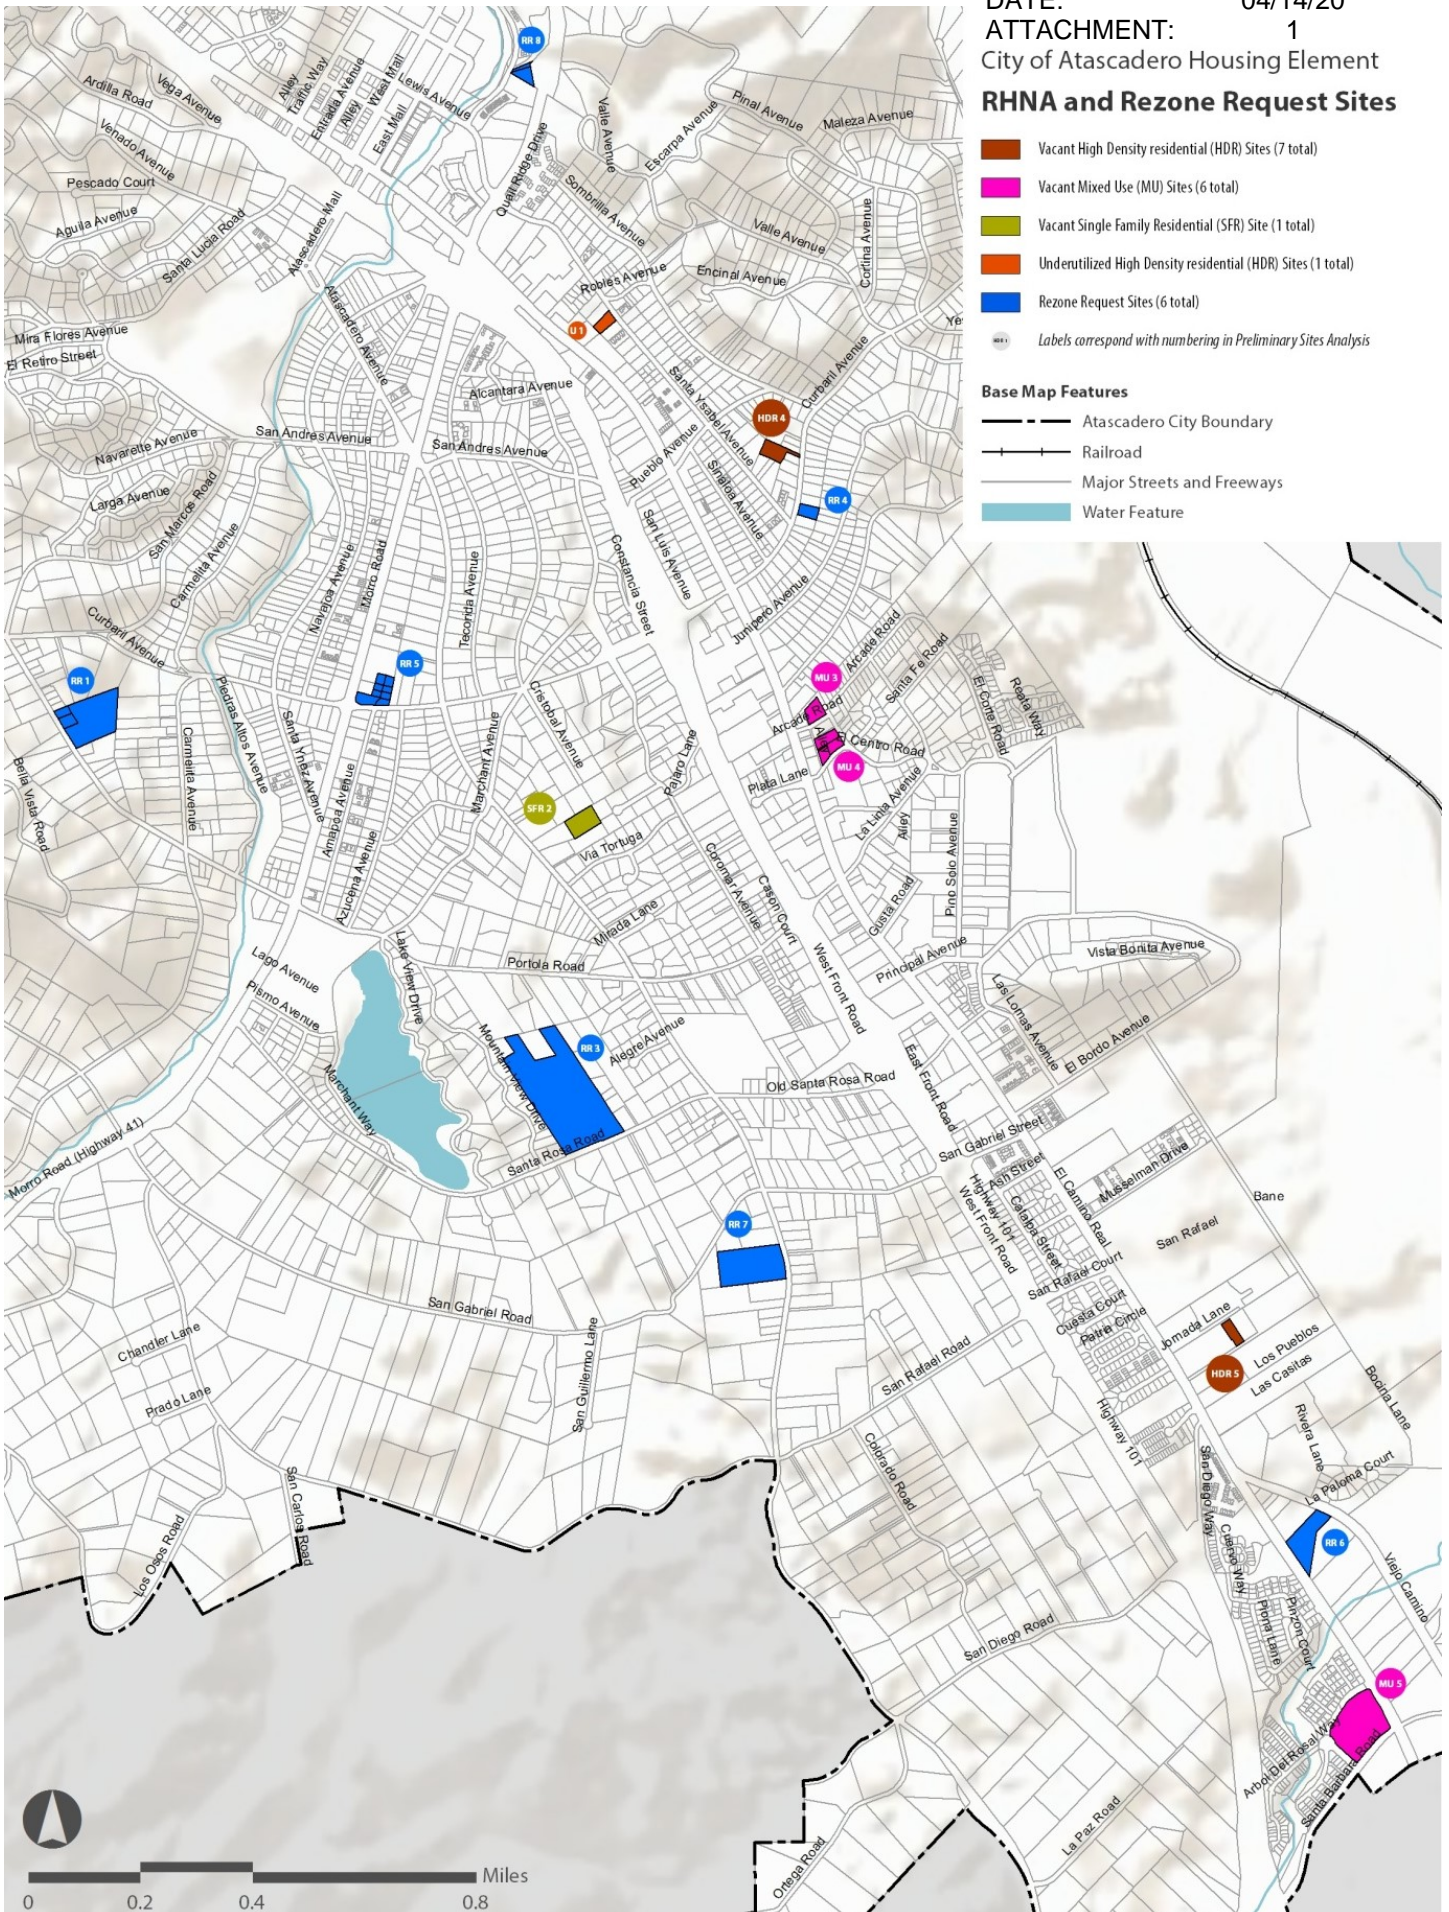 DATE: 04/14/20
ATTACHMENT: 1
City of Atascadero Housing Element
RHNA and Rezone Request Sites
Vacant High Density residential (HDR) Sites (7 total)
Vacant Mixed Use (MU) Sites (6 total)
Vacant Single Family Residential (SFR) Site (1 total)
Underutilized High Density residential (HDR) Sites (1 total)
Rezone Request Sites (6 total)
HDR 1
Labels correspond with numbering in Preliminary Sites Analysis
Base Map Features
Atascadero City Boundary
Railroad
Major Streets and Freeways
Water Feature
RR 8
Ardilla Road
Vega Avenue
Alley
Traffic Way
Entrada Avenue
Alley
West Mall
East Mall
Lewis Avenue
Venado Avenue
Pescado Court
Aguila Avenue
Santa Lucia Road
Atascadero Mall
Quail Ridge Drive
Valle Avenue
Escarpa Avenue
Pinal Avenue
Maleza Avenue
Sombrilla Avenue
Valle Avenue
Cortina Avenue
Encinal Avenue
Robles Avenue
U 1
Mira Flores Avenue
El Retiro Street
Atascadero Avenue
Alcantara Avenue
Santa Ysabel Avenue
Curbaril Avenue
HDR 4
Navarette Avenue
San Andres Avenue
San Andres Avenue
Pueblo Avenue
Sinaloa Avenue
RR 4
Larga Avenue
San Marcos Road
Carmelita Avenue
Navajoa Avenue
Morro Road
Tecorida Avenue
Constancia Street
San Luis Avenue
Junipero Avenue
Curbaril Avenue
RR 1
RR 5
Arcade Road
Santa Fe Road
MU 3
Arcade Road
Alley
El Centro Road
MU 4
El Corte Road
Reata Way
Piedras Altos Avenue
Santa Ynez Avenue
Carmelita Avenue
Bella Vista Road
Amapoa Avenue
Azucena Avenue
Marchant Avenue
Cristobal Avenue
Pajaro Lane
Plata Lane
La Linia Avenue
Alley
SFR 2
Via Tortuga
Mirada Lane
Coromar Avenue
Cason Court
Gusta Road
Pino Solo Avenue
Principal Avenue
Vista Bonita Avenue
Lago Avenue
Pismo Avenue
Lake View Drive
Portola Road
West Front Road
Las Lomas Avenue
El Bordo Avenue
Mountain View Drive
RR 3
Alegre Avenue
Old Santa Rosa Road
East Front Road
Marchant Way
Santa Rosa Road
Morro Road (Highway 41)
San Gabriel Street
Ash Street
Highway 101
West Front Road
Catalpa Street
El Camino Real
Musselman Drive
Bane
San Rafael
RR 7
San Rafael Court
San Gabriel Road
San Guillermo Lane
Cuesta Court
Patria Circle
Jornada Lane
Los Pueblos
Las Casitas
HDR 5
Chandler Lane
Prado Lane
San Rafael Road
Highway 101
Rivera Lane
Bocina Lane
San Carlos Road
Los Osos Road
Colorado Road
San Diego Way
La Paloma Court
Cuervo Way
RR 6
Viejo Camino
Piona Lane
Pinzon Court
San Diego Road
MU 5
Arbol Del Rosal Way
Santa Barbara Road
La Paz Road
Ortega Road
Miles
0 0.2 0.4 0.8